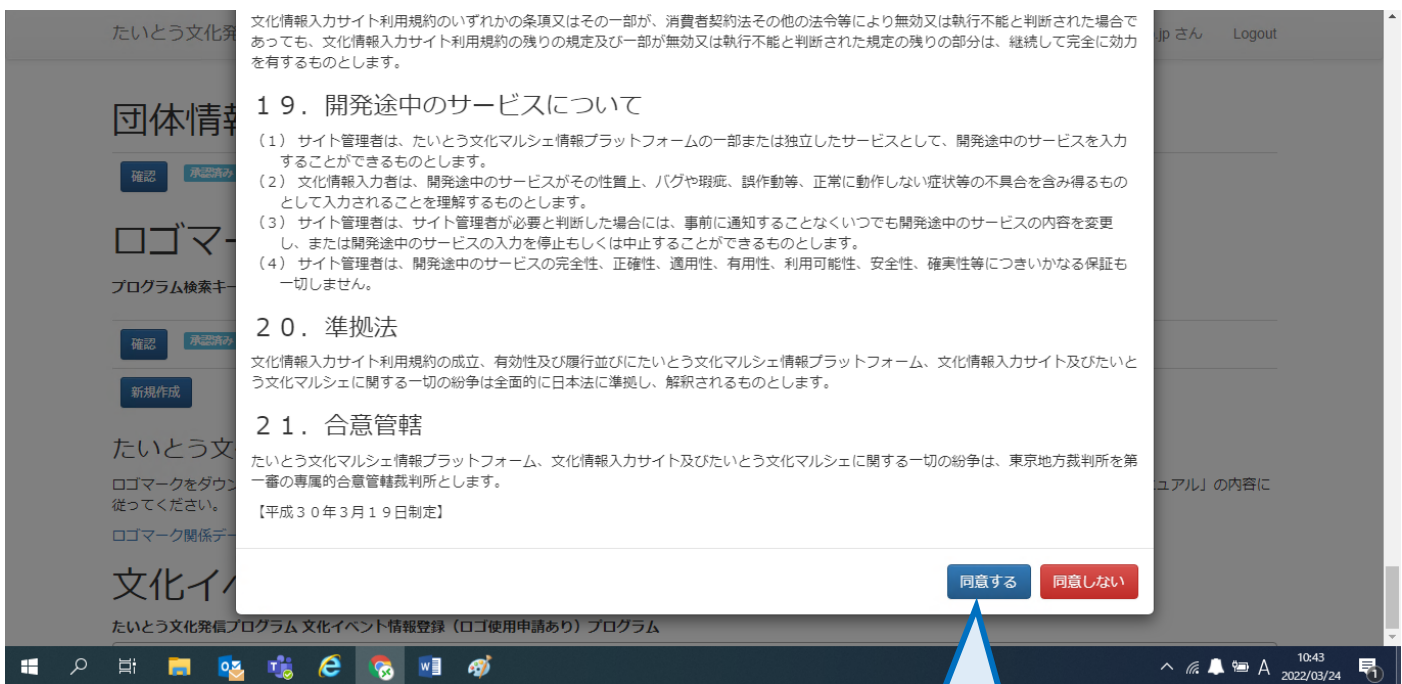 文化情報入力サイト利用規約のいずれかの条項又はその一部が、消費者契約法その他の法令等により無効又は執行不能と判断された場合で
あっても、文化情報入力サイト利用規約の残りの規定及び一部が無効又は執行不能と判断された規定の残りの部分は、継続して完全に効力
を有するものとします。
たいとう文化発
.jp さん Logout
団体情報
１９．開発途中のサービスについて
（１） サイト管理者は、たいとう文化マルシェ情報プラットフォームの一部または独立したサービスとして、開発途中のサービスを入力
することができるものとします。
（２） 文化情報入力者は、開発途中のサービスがその性質上、バグや瑕疵、誤作動等、正常に動作しない症状等の不具合を含み得るもの
として入力されることを理解するものとします。
（３） サイト管理者は、サイト管理者が必要と判断した場合には、事前に通知することなくいつでも開発途中のサービスの内容を変更
し、または開発途中のサービスの入力を停止もしくは中止することができるものとします。
（４） サイト管理者は、開発途中のサービスの完全性、正確性、適用性、有用性、利用可能性、安全性、確実性等につきいかなる保証も
一切しません。
確認 承認済み
ロゴマー
プログラム検索キー
２０．準拠法
確認 承認済み
文化情報入力サイト利用規約の成立、有効性及び履行並びにたいとう文化マルシェ情報プラットフォーム、文化情報入力サイト及びたいと
う文化マルシェに関する一切の紛争は全面的に日本法に準拠し、解釈されるものとします。
新規作成
２１．合意管轄
たいとう文
たいとう文化マルシェ情報プラットフォーム、文化情報入力サイト及びたいとう文化マルシェに関する一切の紛争は、東京地方裁判所を第
一審の専属的合意管轄裁判所とします。
ロゴマークをダウン
ュアル」の内容に
従ってください。
【平成３０年３月１９日制定】
ロゴマーク関係デー
文化イベ
同意する 同意しない
たいとう文化発信プログラム 文化イベント情報登録（ロゴ使用申請あり）プログラム
A 10:43
2022/03/24
1